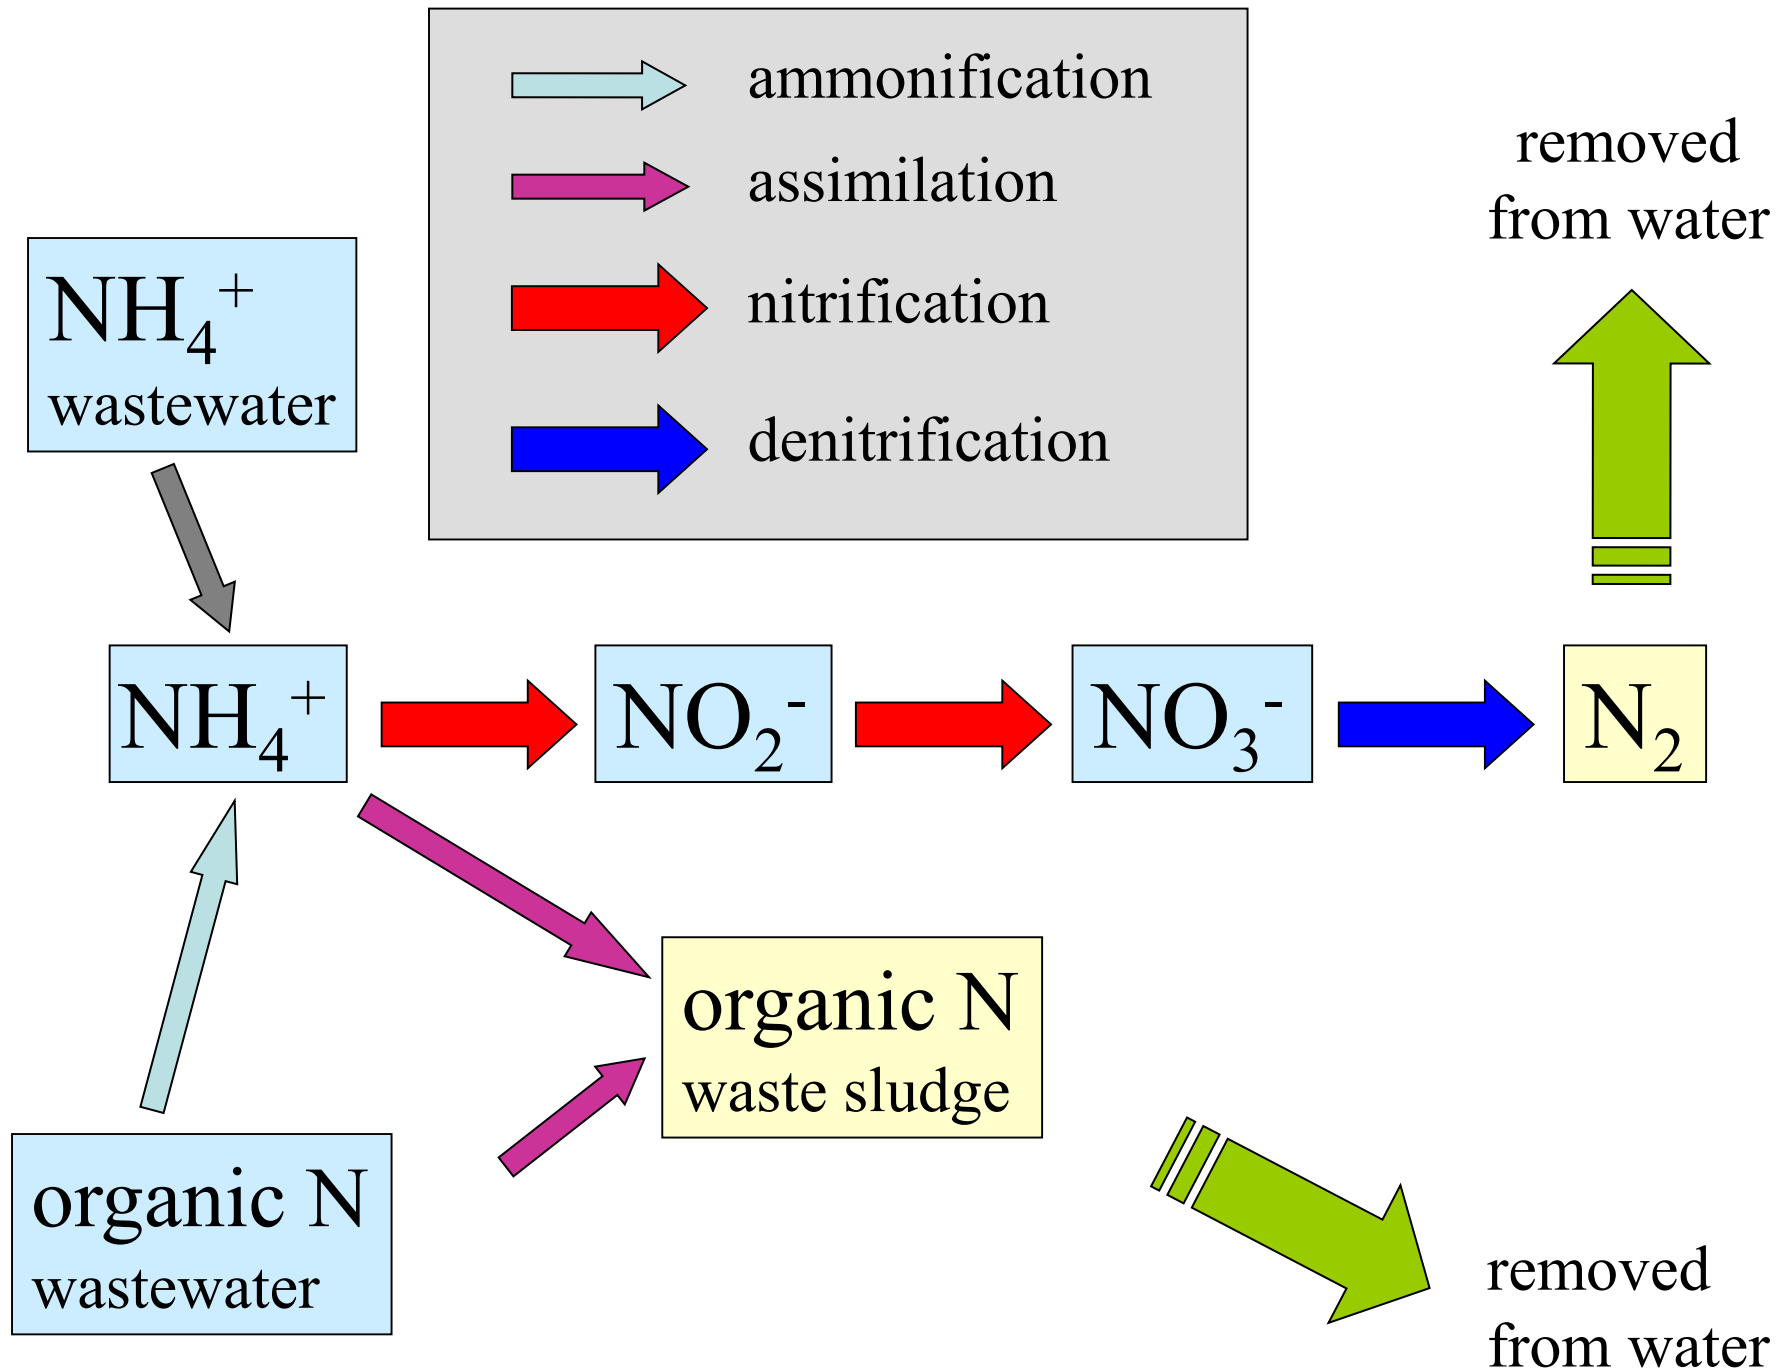 ammonification
assimilation
nitrification
denitrification
removed
from water
NH₄⁺
wastewater
NH₄⁺
NO₂⁻
NO₃⁻
N₂
organic N
waste sludge
organic N
wastewater
removed
from water